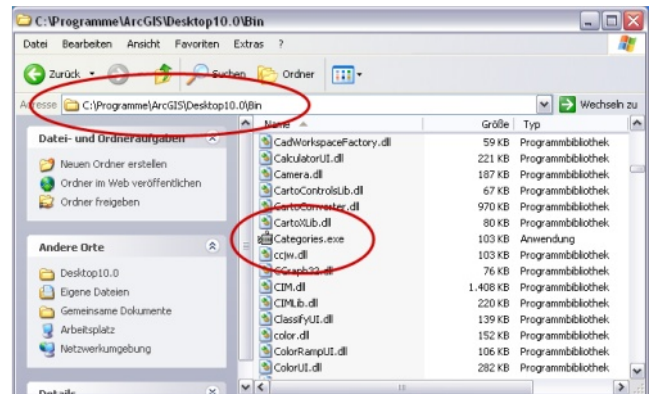 C:\Programme\ArcGIS\Desktop10.0\Bin
Datei Bearbeiten Ansicht Favoriten Extras ?
Zurück Suchen Ordner
Adresse C:\Programme\ArcGIS\Desktop10.0\Bin Wechseln zu
Datei- und Ordneraufgaben
Neuen Ordner erstellen
Ordner im Web veröffentlichen
Ordner freigeben
Andere Orte
Desktop10.0
Eigene Dateien
Gemeinsame Dokumente
Arbeitsplatz
Netzwerkumgebung
Details
Name Größe Typ
CadWorkspaceFactory.dll 59 KB Programmbibliothek
CalculatorUI.dll 221 KB Programmbibliothek
Camera.dll 187 KB Programmbibliothek
CartoControlsLib.dll 67 KB Programmbibliothek
CartoConverter.dll 970 KB Programmbibliothek
CartoXLib.dll 80 KB Programmbibliothek
Categories.exe 103 KB Anwendung
ccjw.dll 103 KB Programmbibliothek
CGraph32.dll 76 KB Programmbibliothek
CIM.dll 1.408 KB Programmbibliothek
CIMLib.dll 220 KB Programmbibliothek
ClassifyUI.dll 139 KB Programmbibliothek
color.dll 152 KB Programmbibliothek
ColorRampUI.dll 106 KB Programmbibliothek
ColorUI.dll 282 KB Programmbibliothek